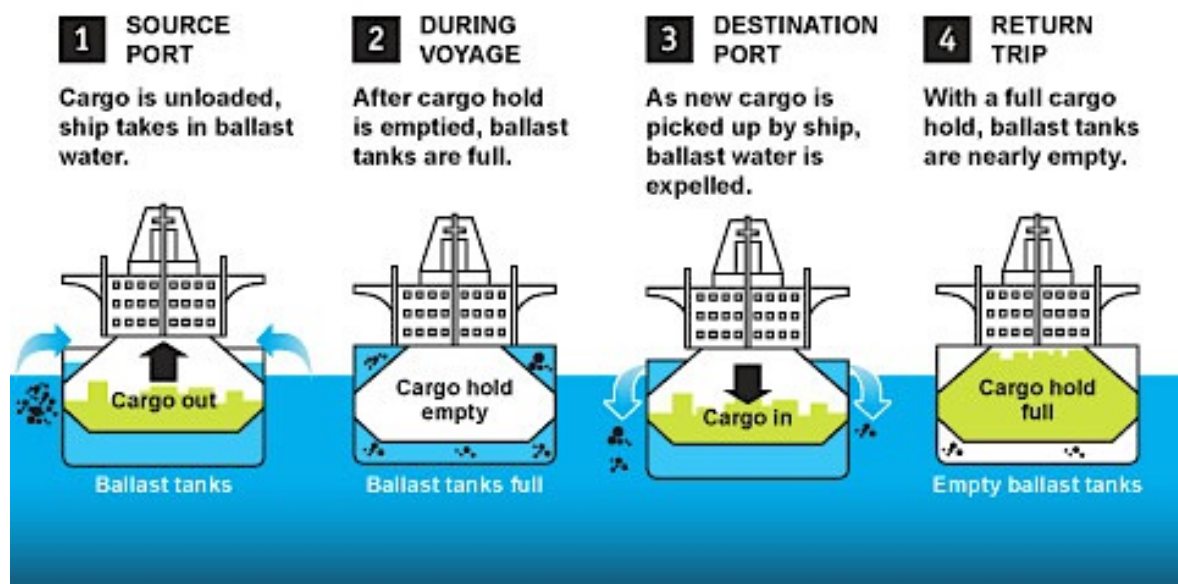 1 SOURCE
PORT
Cargo is unloaded,
ship takes in ballast
water.
Cargo out
Ballast tanks
2 DURING
VOYAGE
After cargo hold
is emptied, ballast
tanks are full.
Cargo hold
empty
Ballast tanks full
3 DESTINATION
PORT
As new cargo is
picked up by ship,
ballast water is
expelled.
Cargo in
4 RETURN
TRIP
With a full cargo
hold, ballast tanks
are nearly empty.
Cargo hold
full
Empty ballast tanks